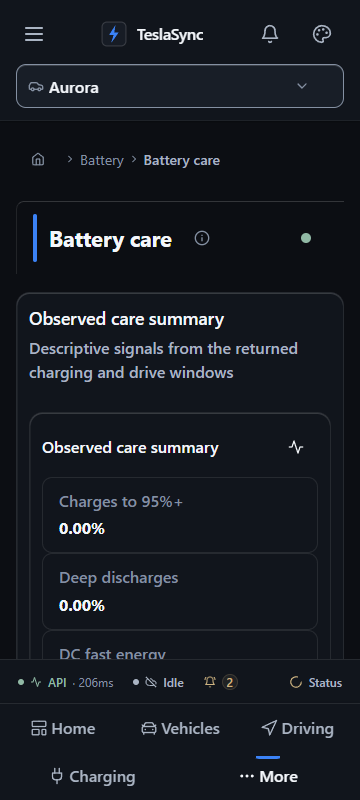 TeslaSync
Aurora
Battery
Battery care
Battery care
Observed care summary
Descriptive signals from the returned
charging and drive windows
Observed care summary
Charges to 95%+
0.00%
Deep discharges
0.00%
DC fast energy
API · 206ms
Idle
2
Status
Home
Vehicles
Driving
Charging
More